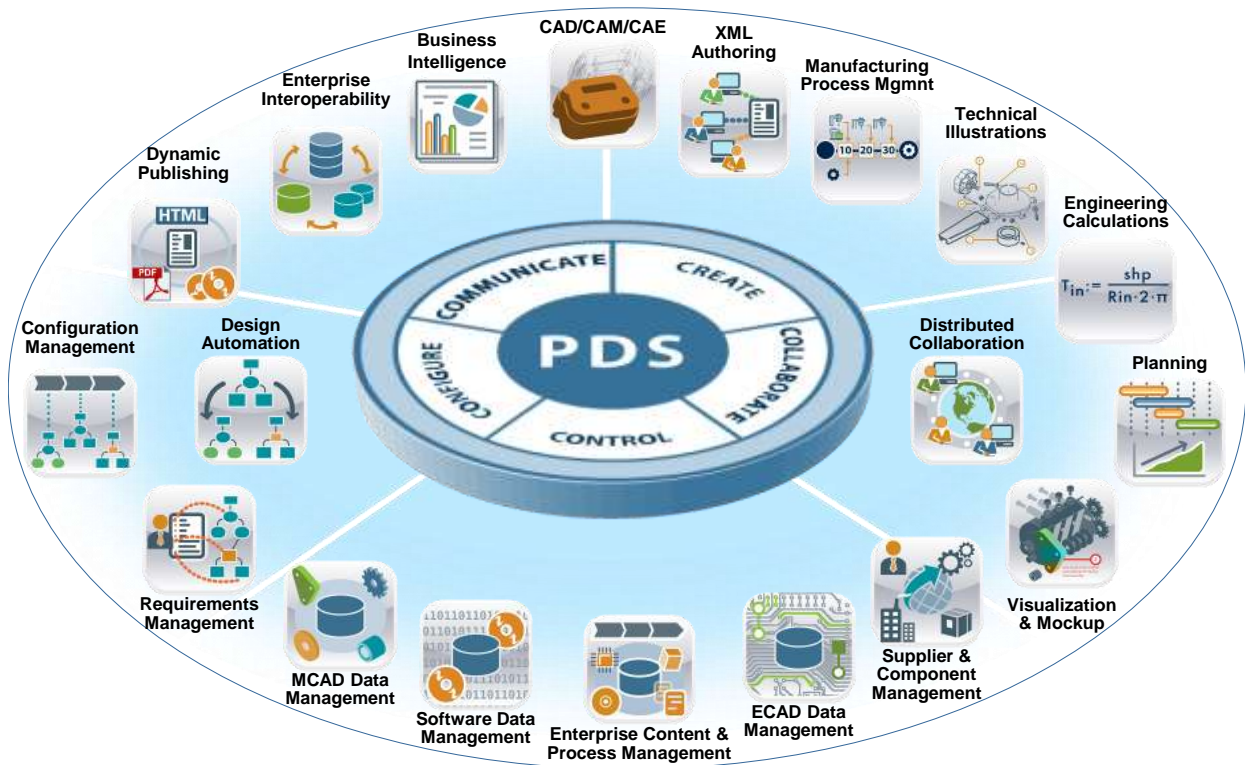 CAD/CAM/CAE
XML
Authoring
Business
Intelligence
Manufacturing
Process Mgmnt
Enterprise
Interoperability
Technical
Illustrations
10
20
30
Dynamic
Publishing
HTML
PDF
Engineering
Calculations
Tin:= shp
Rin·2·π
COMMUNICATE
CREATE
COLLABORATE
CONTROL
CONFIGURE
PDS
Configuration
Management
Design
Automation
Distributed
Collaboration
Planning
Requirements
Management
Visualization
& Mockup
MCAD Data
Management
Software Data
Management
Enterprise Content &
Process Management
ECAD Data
Management
Supplier &
Component
Management